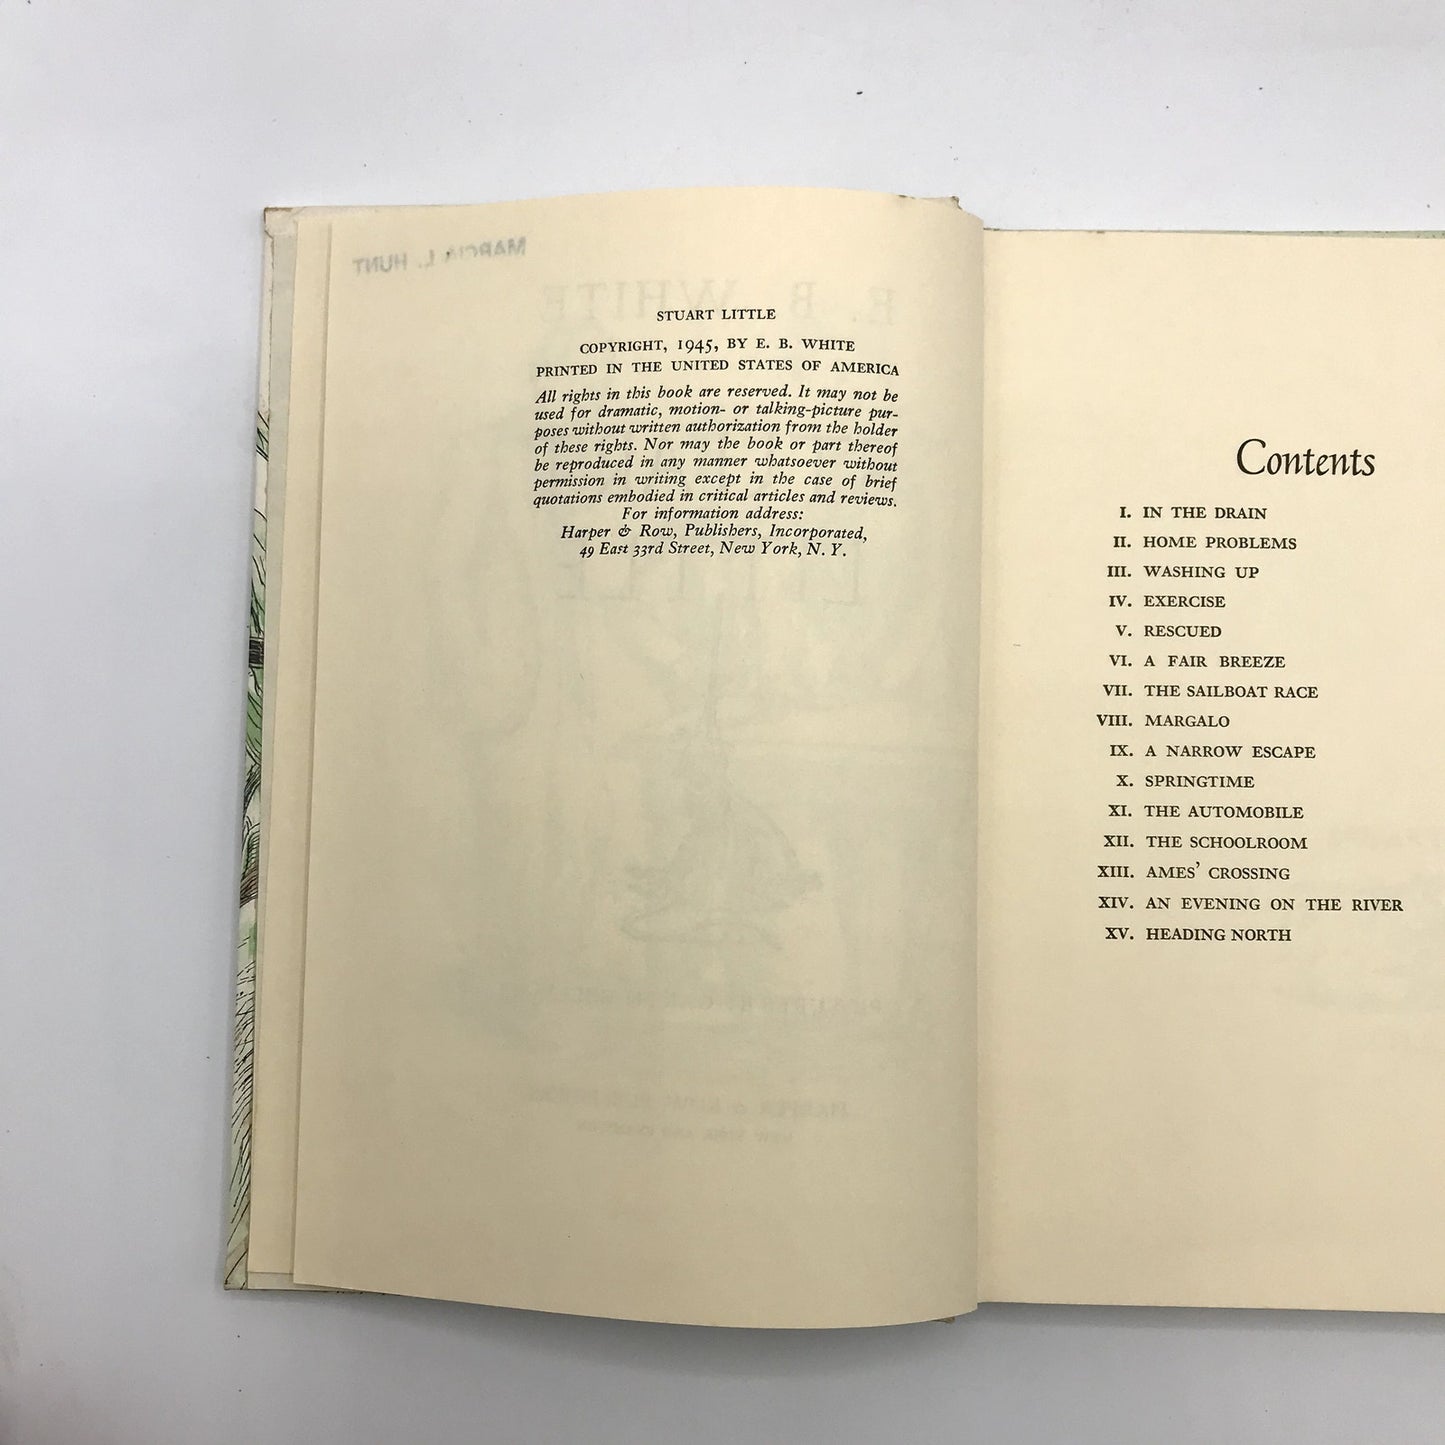 MARCIA L. HUNT
E. B. WHITE
STUART LITTLE
COPYRIGHT, 1945, BY E. B. WHITE
PRINTED IN THE UNITED STATES OF AMERICA
All rights in this book are reserved. It may not be
used for dramatic, motion- or talking-picture pur-
poses without written authorization from the holder
of these rights. Nor may the book or part thereof
be reproduced in any manner whatsoever without
permission in writing except in the case of brief
quotations embodied in critical articles and reviews.
For information address:
Harper & Row, Publishers, Incorporated,
49 East 33rd Street, New York, N. Y.
LITTLE
Contents
I. IN THE DRAIN
II. HOME PROBLEMS
III. WASHING UP
IV. EXERCISE
V. RESCUED
VI. A FAIR BREEZE
VII. THE SAILBOAT RACE
VIII. MARGALO
IX. A NARROW ESCAPE
X. SPRINGTIME
XI. THE AUTOMOBILE
XII. THE SCHOOLROOM
XIII. AMES' CROSSING
XIV. AN EVENING ON THE RIVER
XV. HEADING NORTH